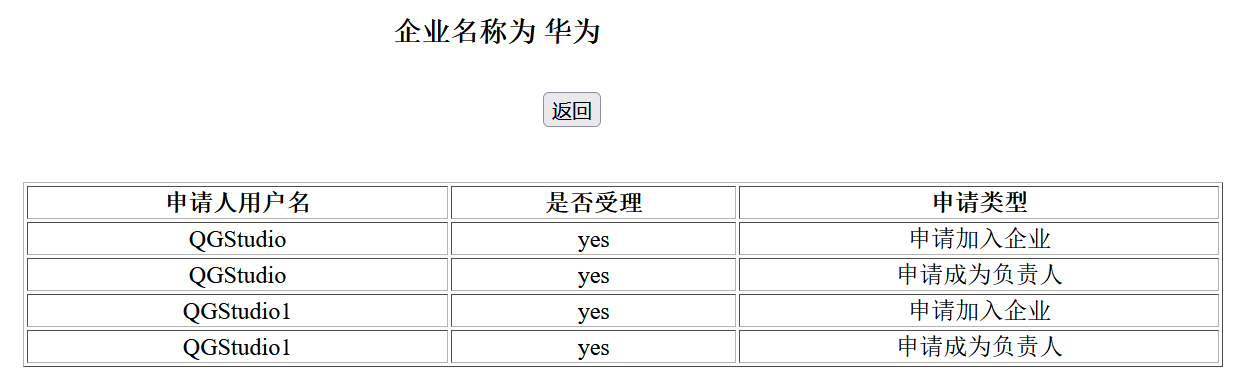 企业名称为 华为
返回
申请人用户名 是否受理 申请类型
QGStudio yes 申请加入企业
QGStudio yes 申请成为负责人
QGStudio1 yes 申请加入企业
QGStudio1 yes 申请成为负责人